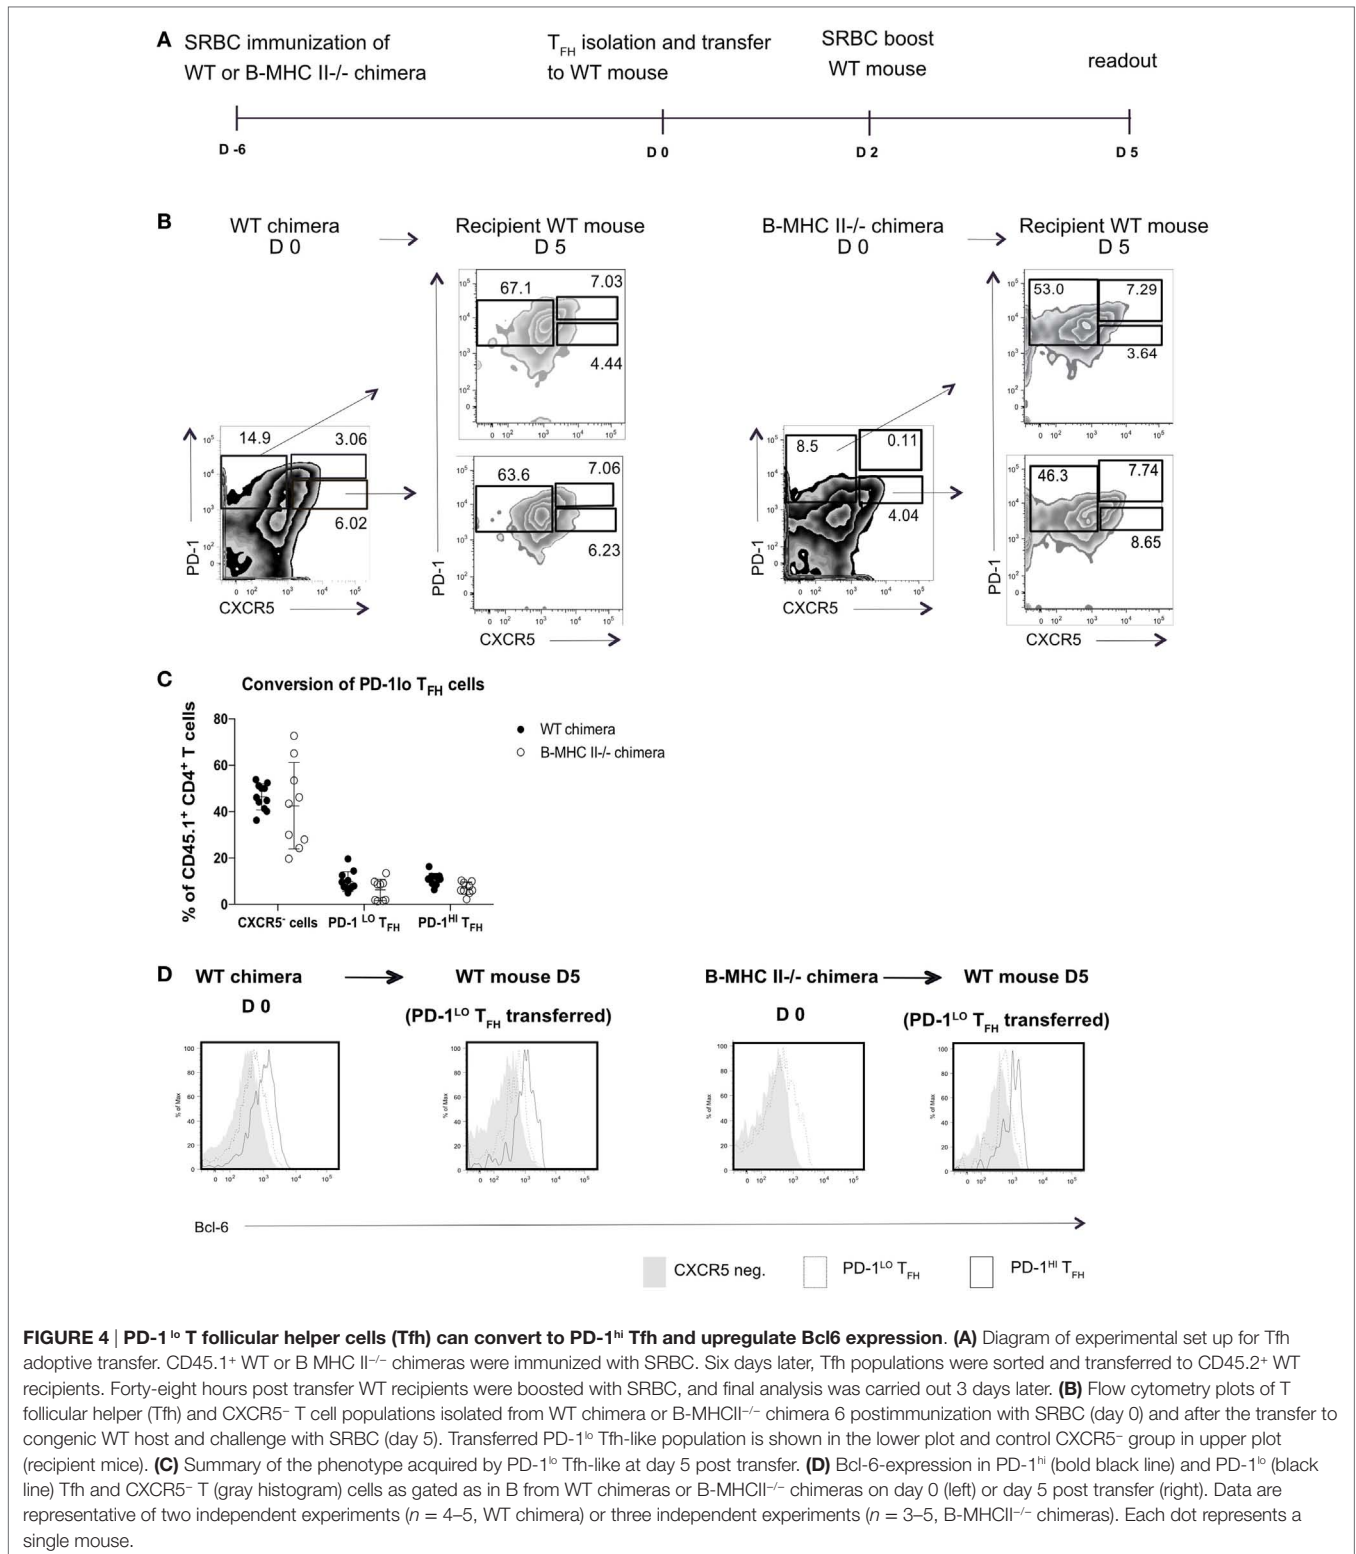 A SRBC immunization of
WT or B-MHC II-/- chimera
TFH isolation and transfer
to WT mouse
SRBC boost
WT mouse
readout
D -6
D 0
D 2
D 5
B
WT chimera
D 0
Recipient WT mouse
D 5
B-MHC II-/- chimera
D 0
Recipient WT mouse
D 5
67.1
7.03
4.44
53.0
7.29
3.64
14.9
3.06
6.02
63.6
7.06
6.23
8.5
0.11
4.04
46.3
7.74
8.65
PD-1
CXCR5
PD-1
CXCR5
PD-1
CXCR5
PD-1
CXCR5
C
Conversion of PD-1lo TFH cells
% of CD45.1+ CD4+ T cells
80
60
40
20
0
WT chimera
B-MHC II-/- chimera
CXCR5- cells
PD-1 LO TFH
PD-1HI TFH
D WT chimera
D 0
WT mouse D5
(PD-1LO TFH transferred)
B-MHC II-/- chimera
D 0
WT mouse D5
(PD-1LO TFH transferred)
% of Max
% of Max
% of Max
% of Max
Bcl-6
CXCR5 neg.
PD-1LO TFH
PD-1HI TFH
FIGURE 4 | PD-1lo T follicular helper cells (Tfh) can convert to PD-1hi Tfh and upregulate Bcl6 expression. (A) Diagram of experimental set up for Tfh
adoptive transfer. CD45.1+ WT or B MHC II−/− chimeras were immunized with SRBC. Six days later, Tfh populations were sorted and transferred to CD45.2+ WT
recipients. Forty-eight hours post transfer WT recipients were boosted with SRBC, and final analysis was carried out 3 days later. (B) Flow cytometry plots of T
follicular helper (Tfh) and CXCR5− T cell populations isolated from WT chimera or B-MHCII−/− chimera 6 postimmunization with SRBC (day 0) and after the transfer to
congenic WT host and challenge with SRBC (day 5). Transferred PD-1lo Tfh-like population is shown in the lower plot and control CXCR5− group in upper plot
(recipient mice). (C) Summary of the phenotype acquired by PD-1lo Tfh-like at day 5 post transfer. (D) Bcl-6-expression in PD-1hi (bold black line) and PD-1lo (black
line) Tfh and CXCR5− T (gray histogram) cells as gated as in B from WT chimeras or B-MHCII−/− chimeras on day 0 (left) or day 5 post transfer (right). Data are
representative of two independent experiments (n = 4–5, WT chimera) or three independent experiments (n = 3–5, B-MHCII−/− chimeras). Each dot represents a
single mouse.